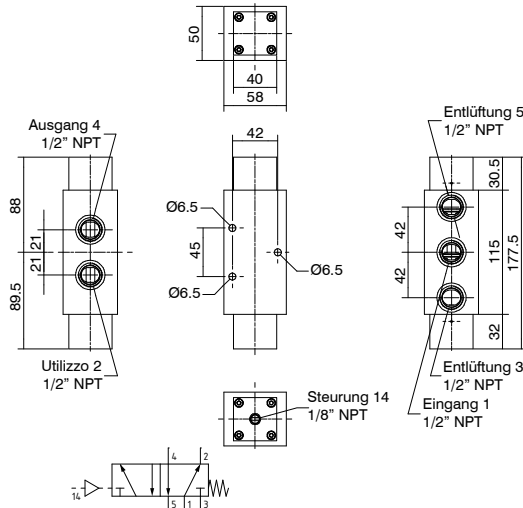 50
40
58
Ausgang 4
1/2” NPT
88
21
21
89.5
Utilizzo 2
1/2” NPT
42
Ø6.5
45
Ø6.5
Ø6.5
Entlüftung 5
1/2” NPT
30.5
42
42
115
177.5
32
Entlüftung 3
1/2” NPT
Eingang 1
1/2” NPT
Steurung 14
1/8” NPT
4
2
14
5
1
3